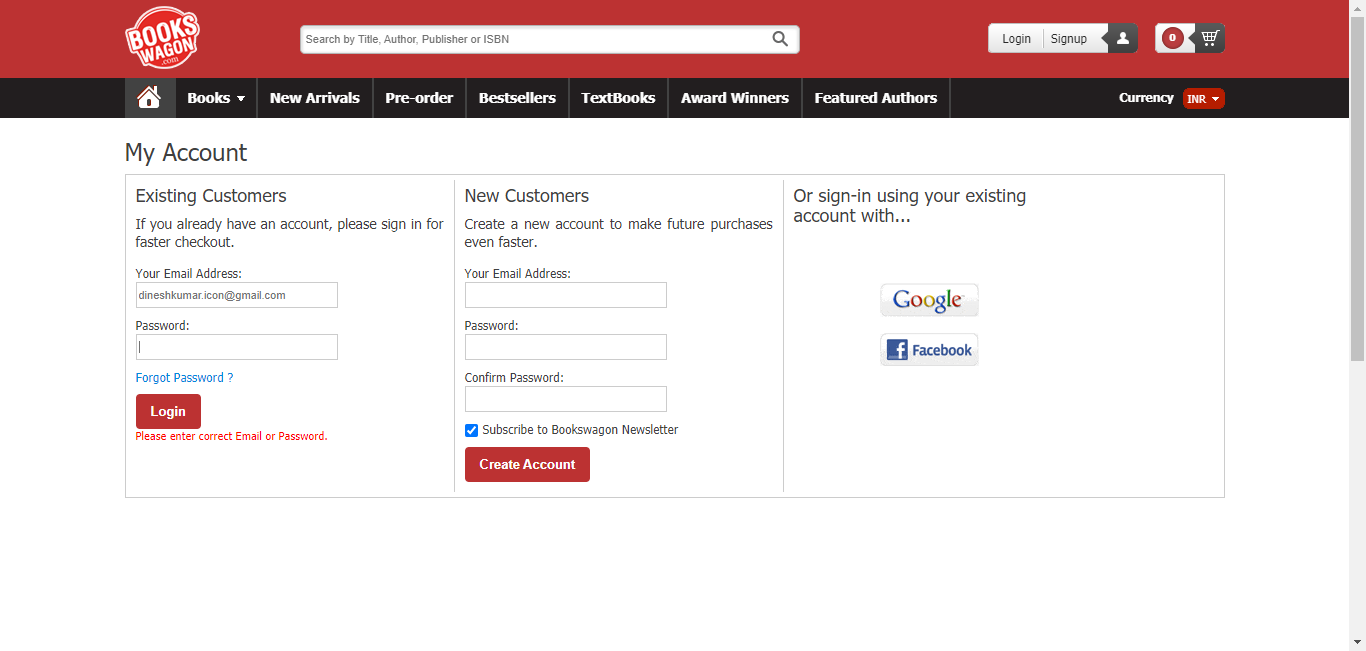 BOOKS
WAGON
.com
Search by Title, Author, Publisher or ISBN
Login Signup
0
Books New Arrivals Pre-order Bestsellers TextBooks Award Winners Featured Authors Currency INR
My Account
Existing Customers
If you already have an account, please sign in for
faster checkout.
Your Email Address:
dineshkumar.icon@gmail.com
Password:
Forgot Password ?
Login
Please enter correct Email or Password.
New Customers
Create a new account to make future purchases
even faster.
Your Email Address:
Password:
Confirm Password:
Subscribe to Bookswagon Newsletter
Create Account
Or sign-in using your existing
account with...
Google
Facebook